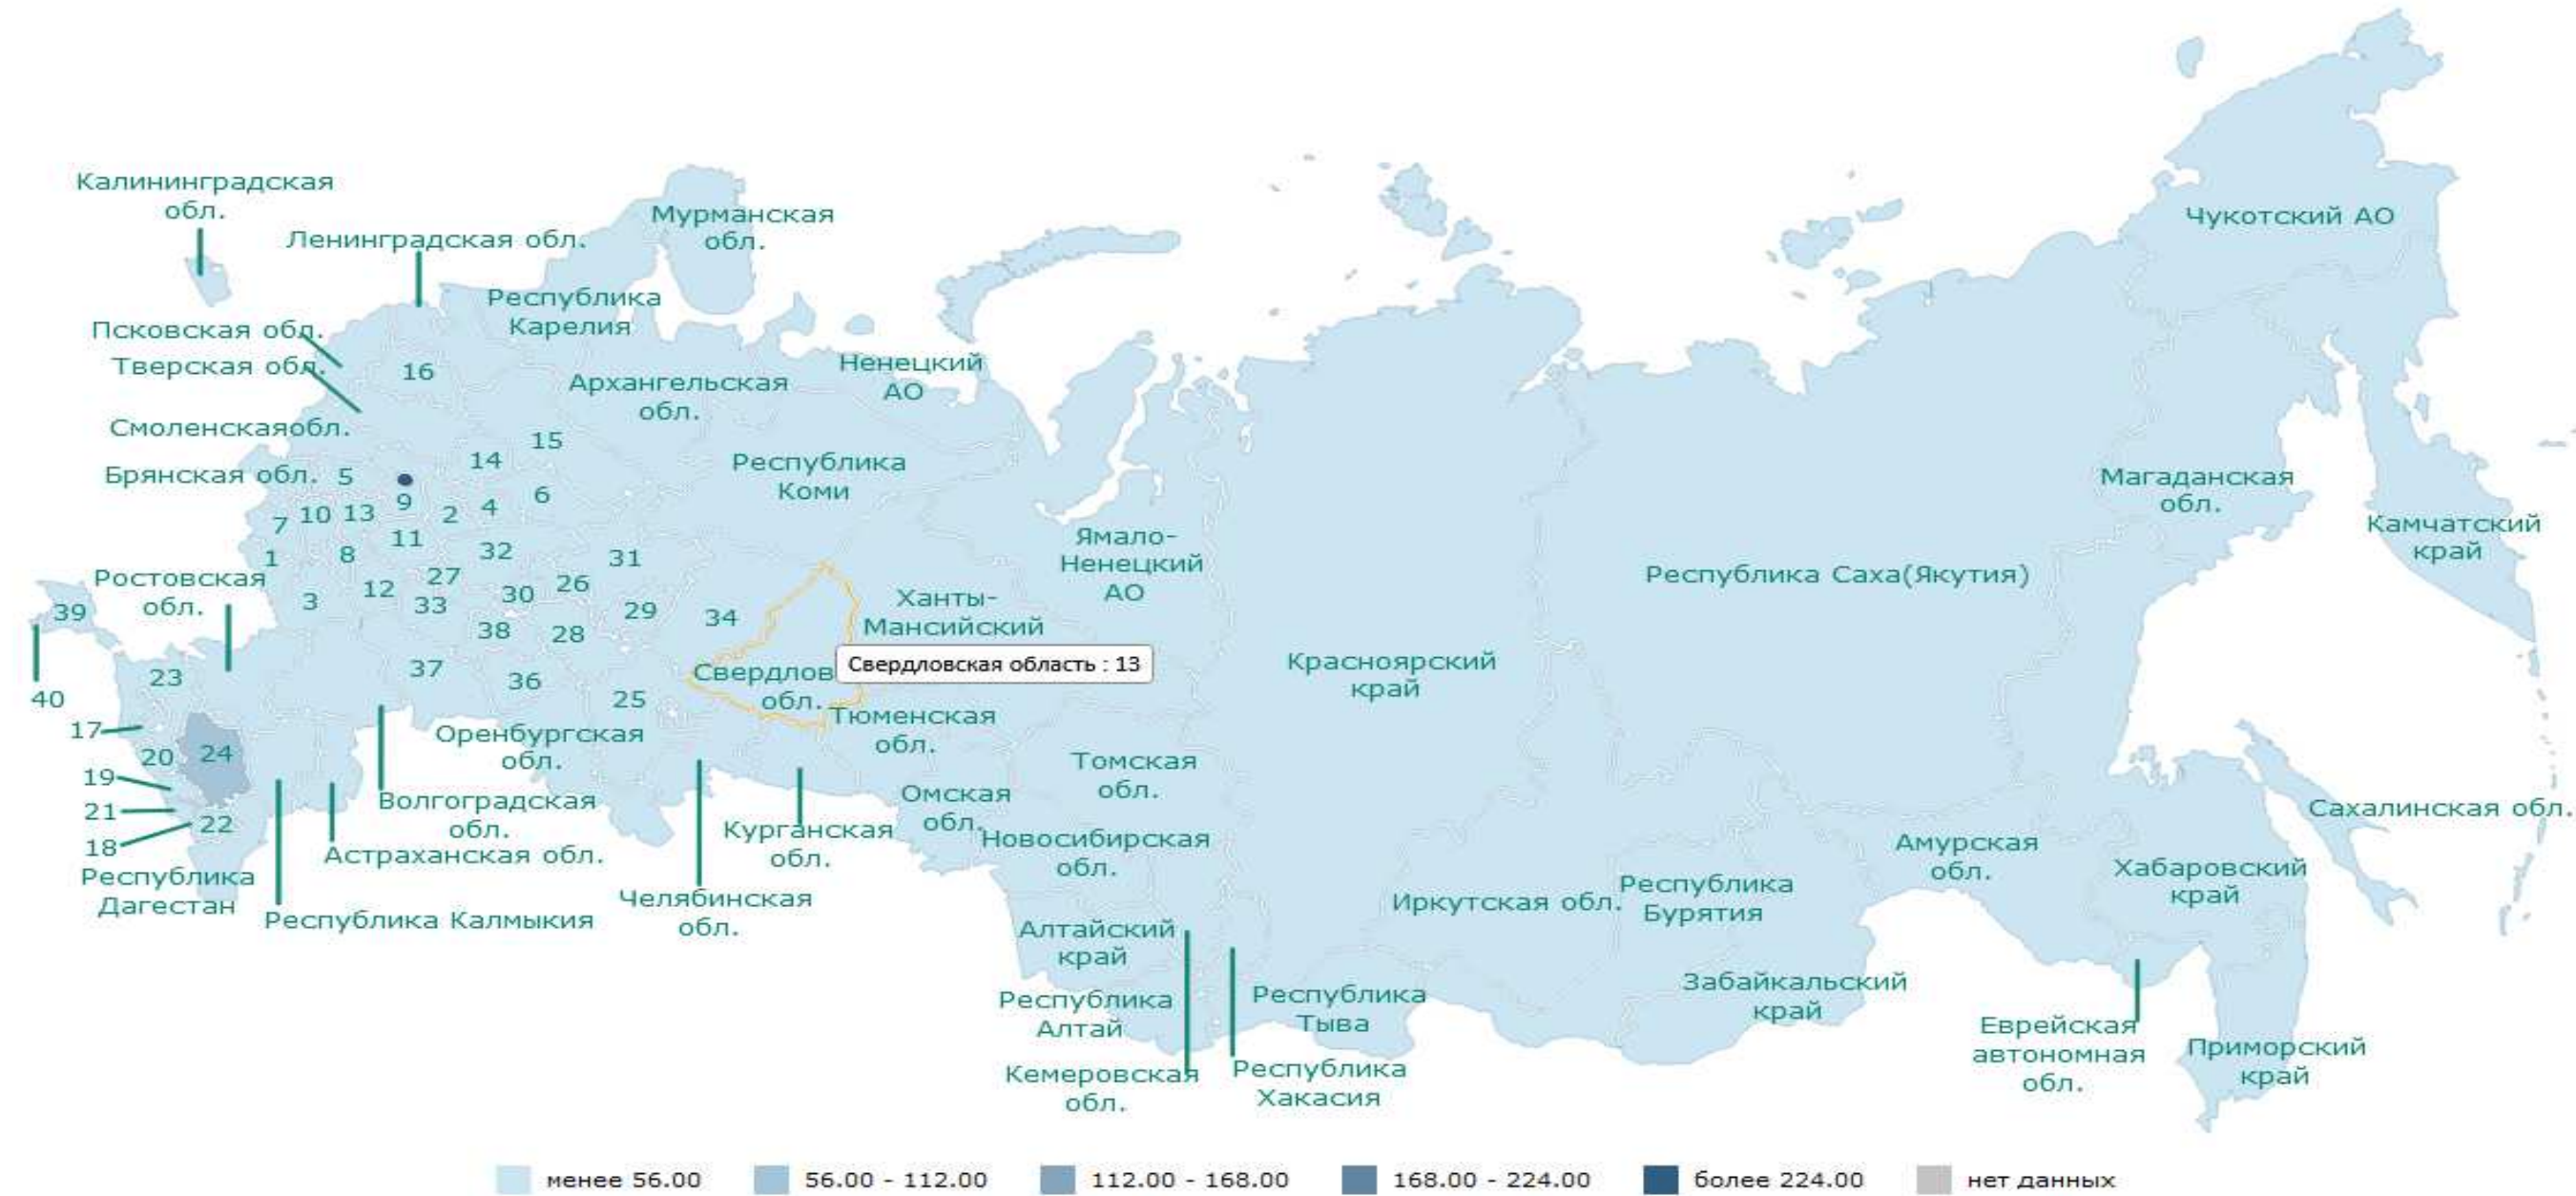 Калининградская
обл.
Ленинградская обл.
Мурманская
обл.
Чукотский АО
Республика
Карелия
Псковская обл.
Тверская обл.
16
Ненецкий
АО
Архангельская
обл.
Смоленскаяобл.
15
14
Республика
Коми
Брянская обл.
5
9
6
2
4
7
10
13
11
1
8
32
31
Магаданская
обл.
Камчатский
край
Ямало-
Ненецкий
АО
Республика Саха(Якутия)
Ростовская
обл.
3
12
27
33
30
26
29
34
39
38
28
Ханты-
Мансийский
Свердловская область : 13
Свердлов
обл.
Красноярский
край
40
23
37
36
25
17
20
24
19
21
22
18
Оренбургская
обл.
Тюменская
обл.
Томская
обл.
Омская
обл.
Волгоградская
обл.
Курганская
обл.
Новосибирская
обл.
Сахалинская обл.
Амурская
обл.
Хабаровский
край
Астраханская обл.
Республика
Дагестан
Республика Калмыкия
Челябинская
обл.
Иркутская обл.
Республика
Бурятия
Алтайский
край
Республика
Алтай
Республика
Тыва
Забайкальский
край
Еврейская
автономная
обл.
Приморский
край
Кемеровская
обл.
Республика
Хакасия
менее 56.00
56.00 - 112.00
112.00 - 168.00
168.00 - 224.00
более 224.00
нет данных